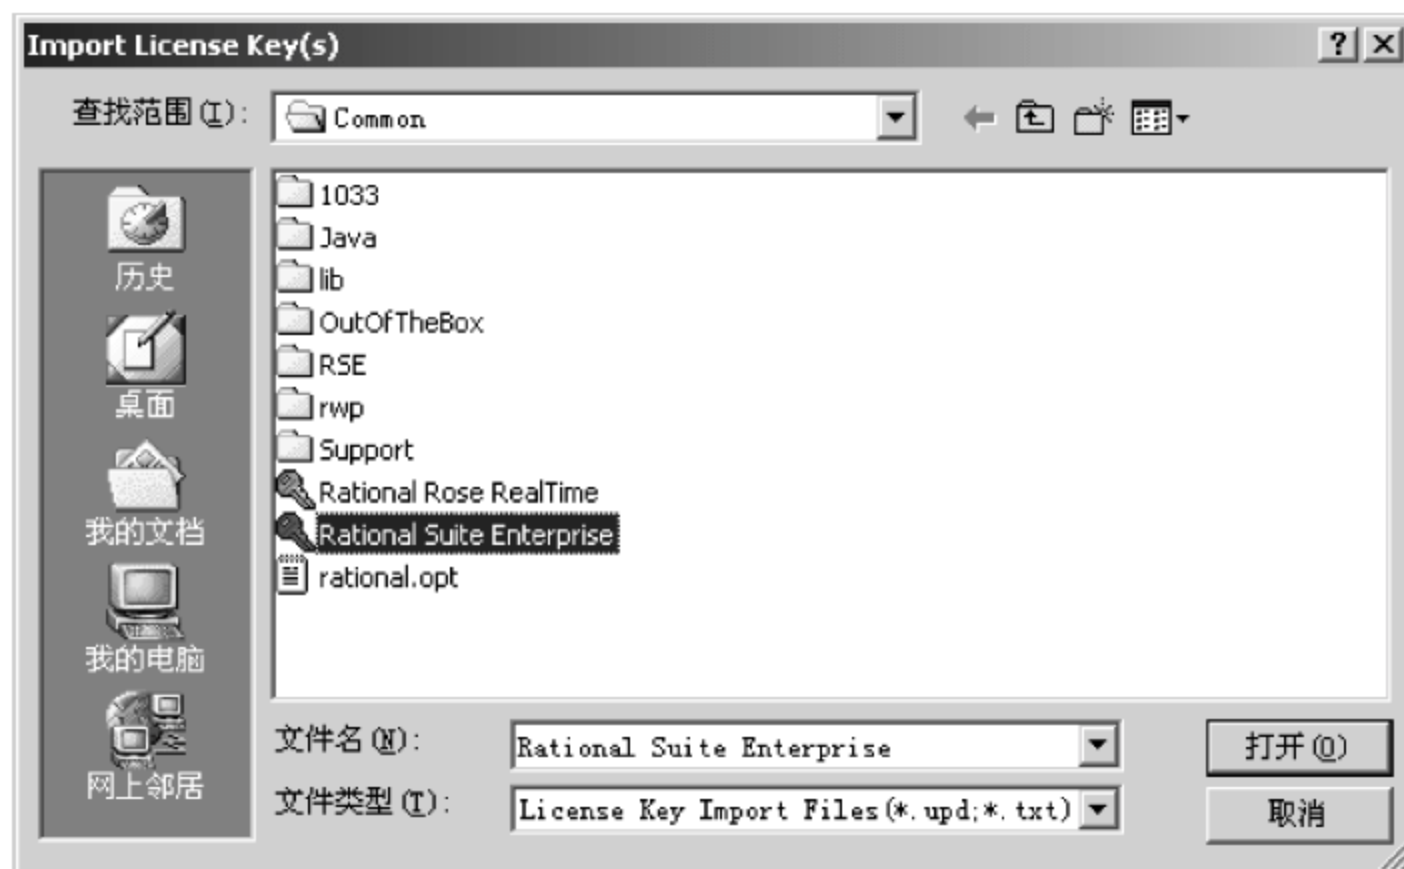 Import License Key(s)
查找范围(I):
Common
历史
桌面
我的文档
我的电脑
网上邻居
1033
Java
lib
OutOfTheBox
RSE
rwp
Support
Rational Rose RealTime
Rational Suite Enterprise
rational.opt
文件名(N):
Rational Suite Enterprise
打开(O)
文件类型(T):
License Key Import Files(*.upd;*.txt)
取消